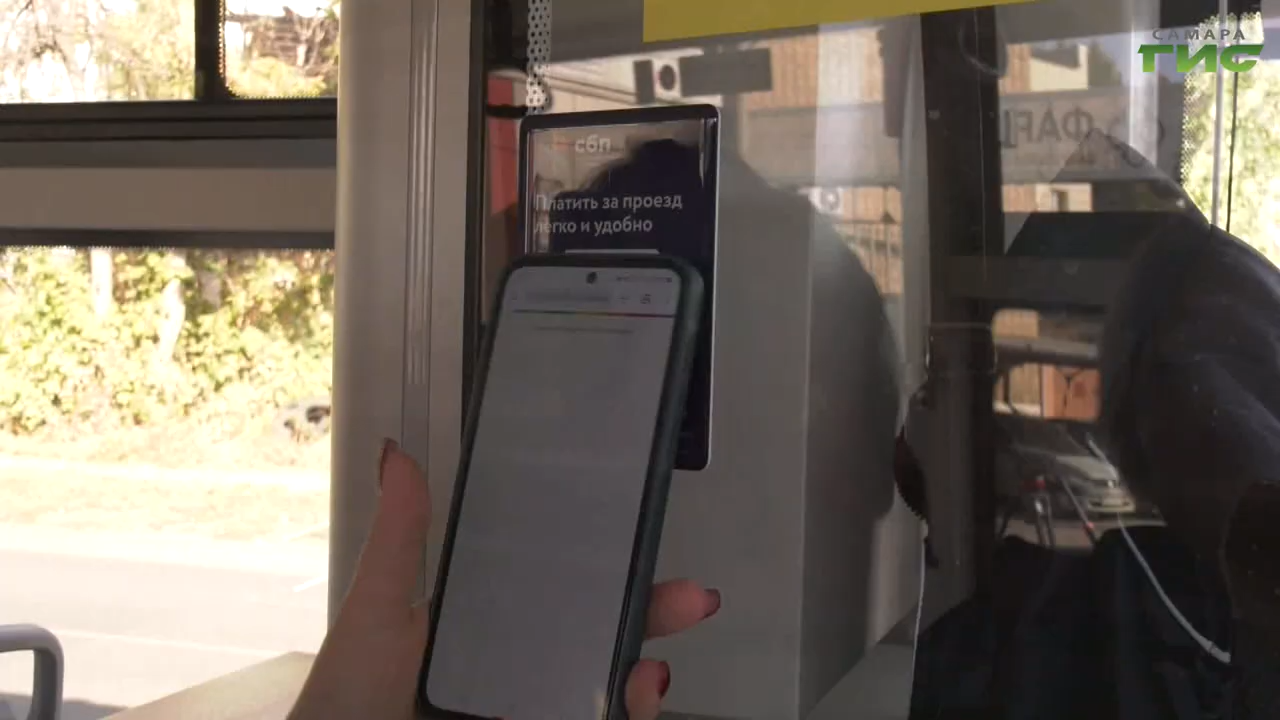 САМАРА
ГИС
сбп
Платить за проезд
легко и удобно